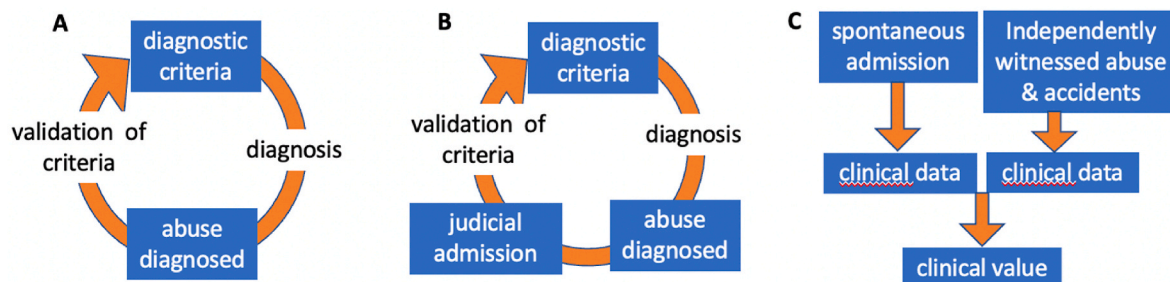 A
diagnostic
criteria
validation of
criteria
diagnosis
abuse
diagnosed
B
diagnostic
criteria
validation of
criteria
diagnosis
judicial
admission
abuse
diagnosed
C
spontaneous
admission
Independently
witnessed abuse
& accidents
clinical data
clinical data
clinical value